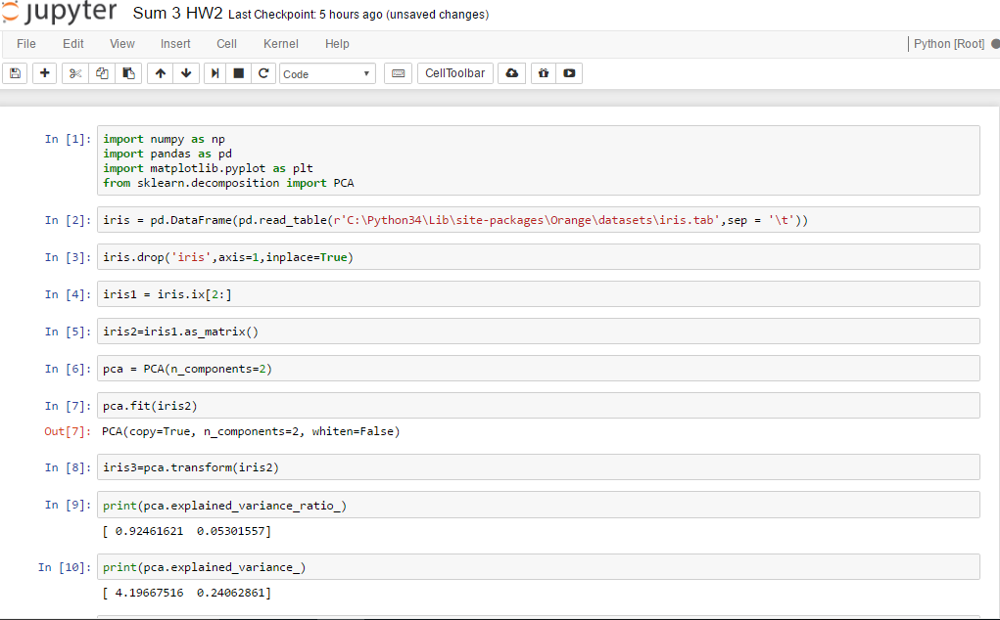 jupyter Sum 3 HW2 Last Checkpoint: 5 hours ago (unsaved changes)
File Edit View Insert Cell Kernel Help Python [Root]
Code CellToolbar
In [1]: import numpy as np
import pandas as pd
import matplotlib.pyplot as plt
from sklearn.decomposition import PCA
In [2]: iris = pd.DataFrame(pd.read_table(r'C:\Python34\Lib\site-packages\Orange\datasets\iris.tab',sep = '\t'))
In [3]: iris.drop('iris',axis=1,inplace=True)
In [4]: iris1 = iris.ix[2:]
In [5]: iris2=iris1.as_matrix()
In [6]: pca = PCA(n_components=2)
In [7]: pca.fit(iris2)
Out[7]: PCA(copy=True, n_components=2, whiten=False)
In [8]: iris3=pca.transform(iris2)
In [9]: print(pca.explained_variance_ratio_)
[ 0.92461621  0.05301557]
In [10]: print(pca.explained_variance_)
[ 4.19667516  0.24062861]